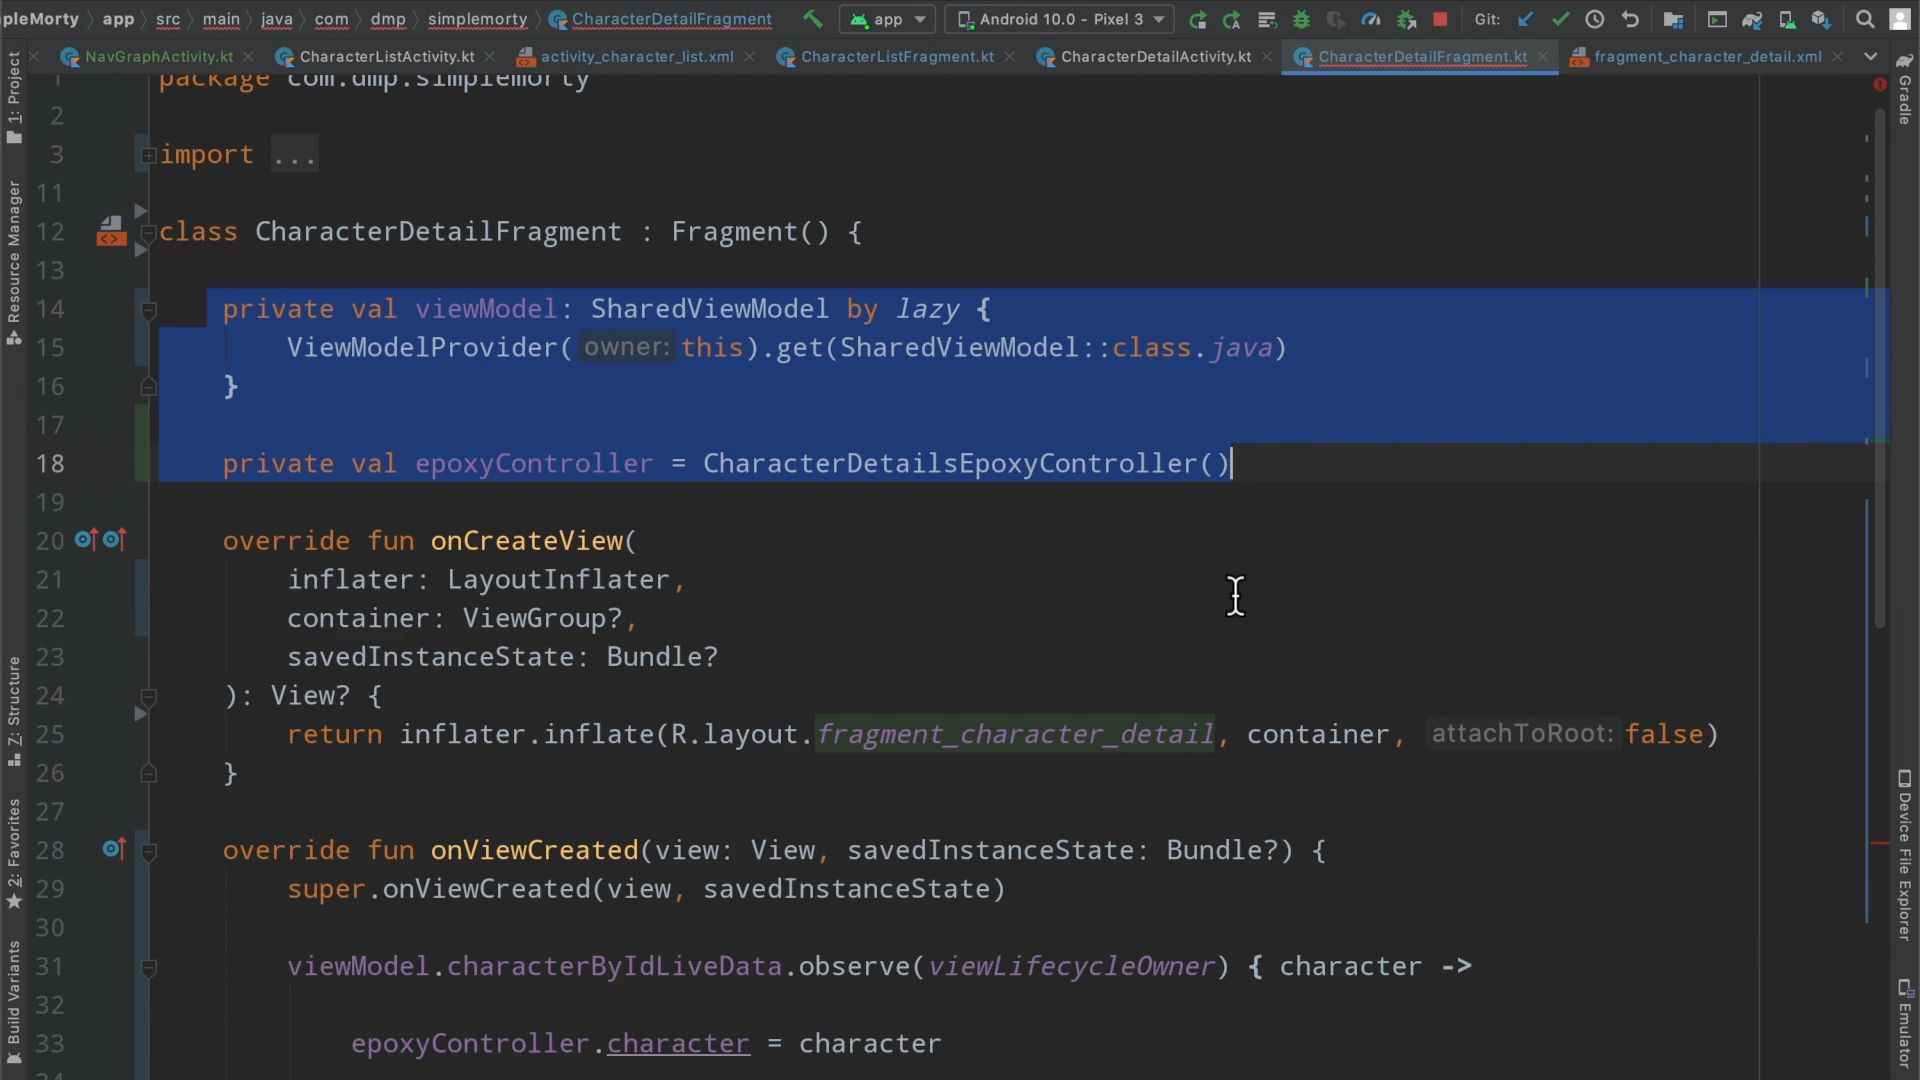 pleMorty app src main java com dmp simplemorty CharacterDetailFragment app Android 10.0 - Pixel 3 Git:
NavGraphActivity.kt CharacterListActivity.kt activity_character_list.xml CharacterListFragment.kt CharacterDetailActivity.kt CharacterDetailFragment.kt fragment_character_detail.xml
1: Project
Resource Manager
Z: Structure
2: Favorites
Build Variants
1 package com.dmp.simplemorty
2
3 import ...
11
12 class CharacterDetailFragment : Fragment() {
13
14 private val viewModel: SharedViewModel by lazy {
15 ViewModelProvider( owner: this).get(SharedViewModel::class.java)
16 }
17
18 private val epoxyController = CharacterDetailsEpoxyController()
19
20 override fun onCreateView(
21 inflater: LayoutInflater,
22 container: ViewGroup?,
23 savedInstanceState: Bundle?
24 ): View? {
25 return inflater.inflate(R.layout.fragment_character_detail, container, attachToRoot: false)
26 }
27
28 override fun onViewCreated(view: View, savedInstanceState: Bundle?) {
29 super.onViewCreated(view, savedInstanceState)
30
31 viewModel.characterByIdLiveData.observe(viewLifecycleOwner) { character ->
32
33 epoxyController.character = character
34
Gradle
Device File Explorer
Emulator